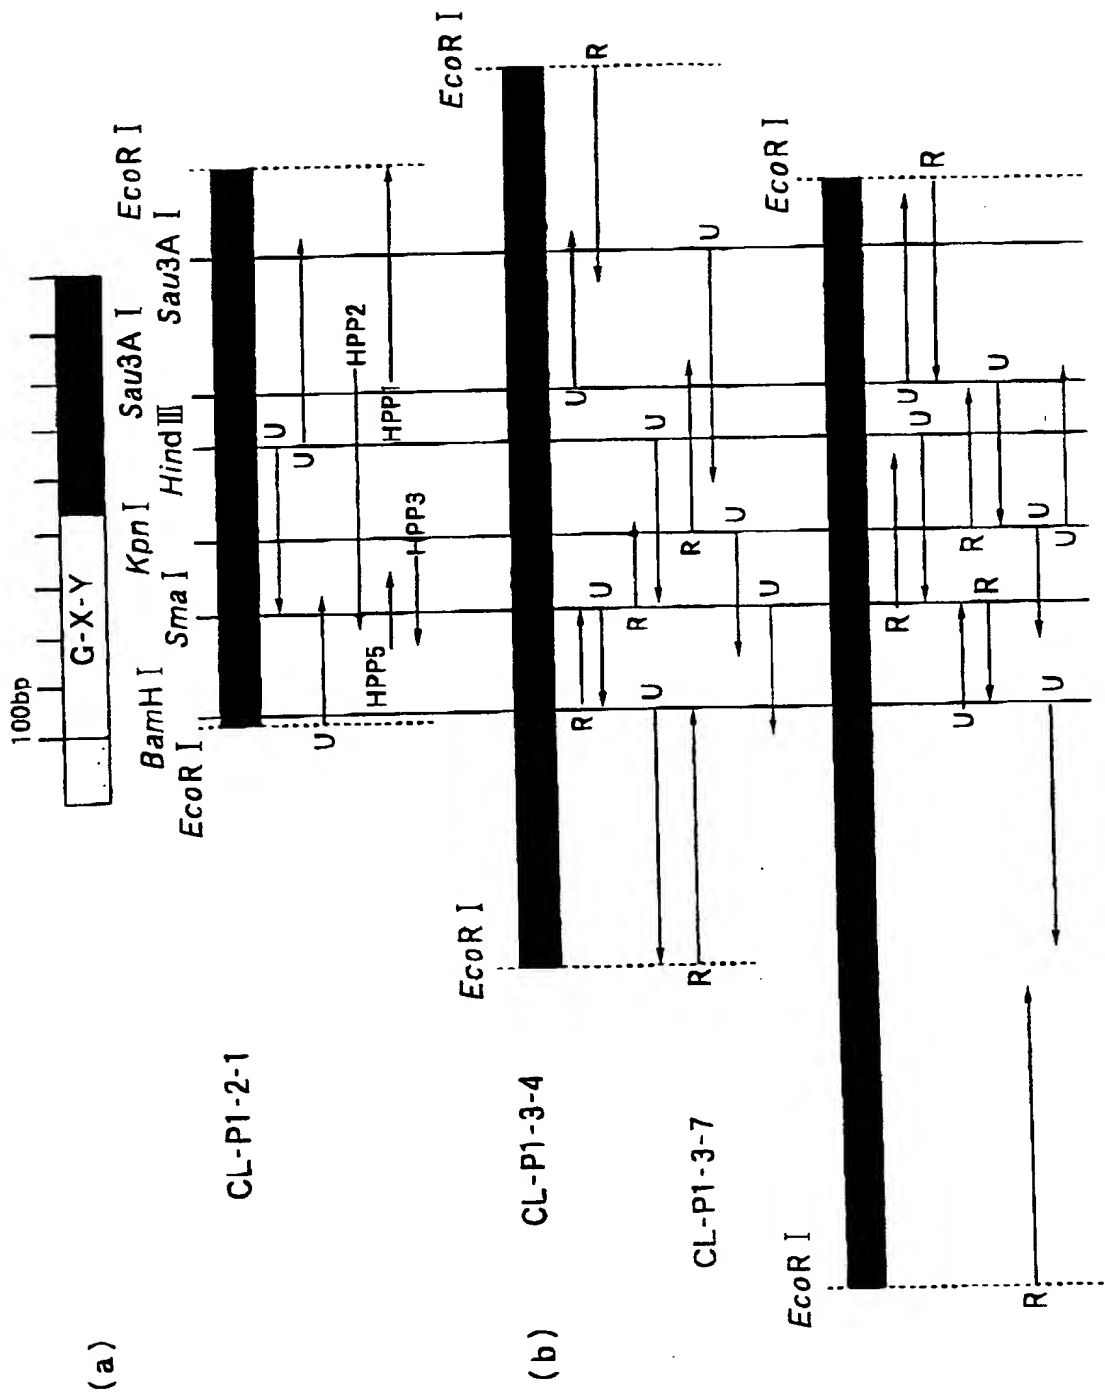 (a)
100bp
G-X-Y
EcoR I
BamH I
Sma I
Kpn I
Hind III
Sau3A I
Sau3A I
EcoR I
CL-P1-2-1
U
U
U
HPP2
HPP5
HPP1
HPP3
(b)
EcoR I
EcoR I
CL-P1-3-4
U
R
R
U
R
U
U
R
R
U
U
U
CL-P1-3-7
EcoR I
EcoR I
R
U
U
R
U
R
R
U
R
U
U
U